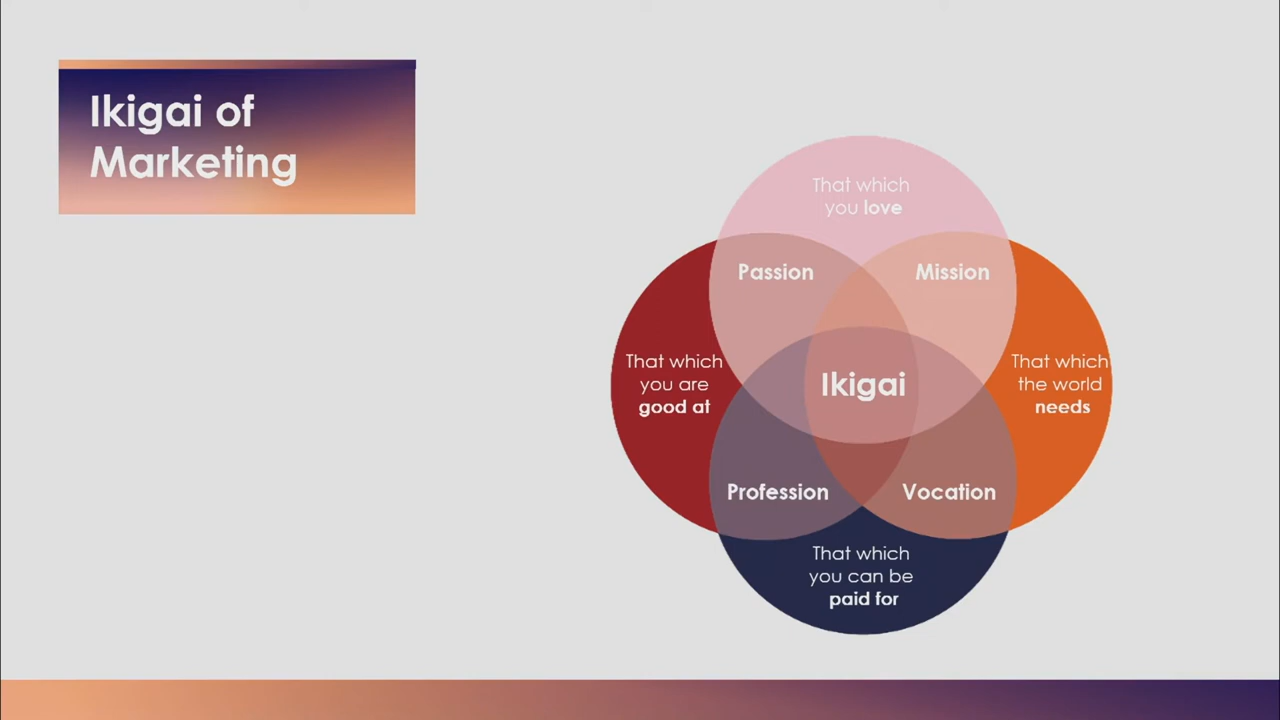 Ikigai of
Marketing
That which
you love
Passion
Mission
That which
you are
good at
Ikigai
That which
the world
needs
Profession
Vocation
That which
you can be
paid for